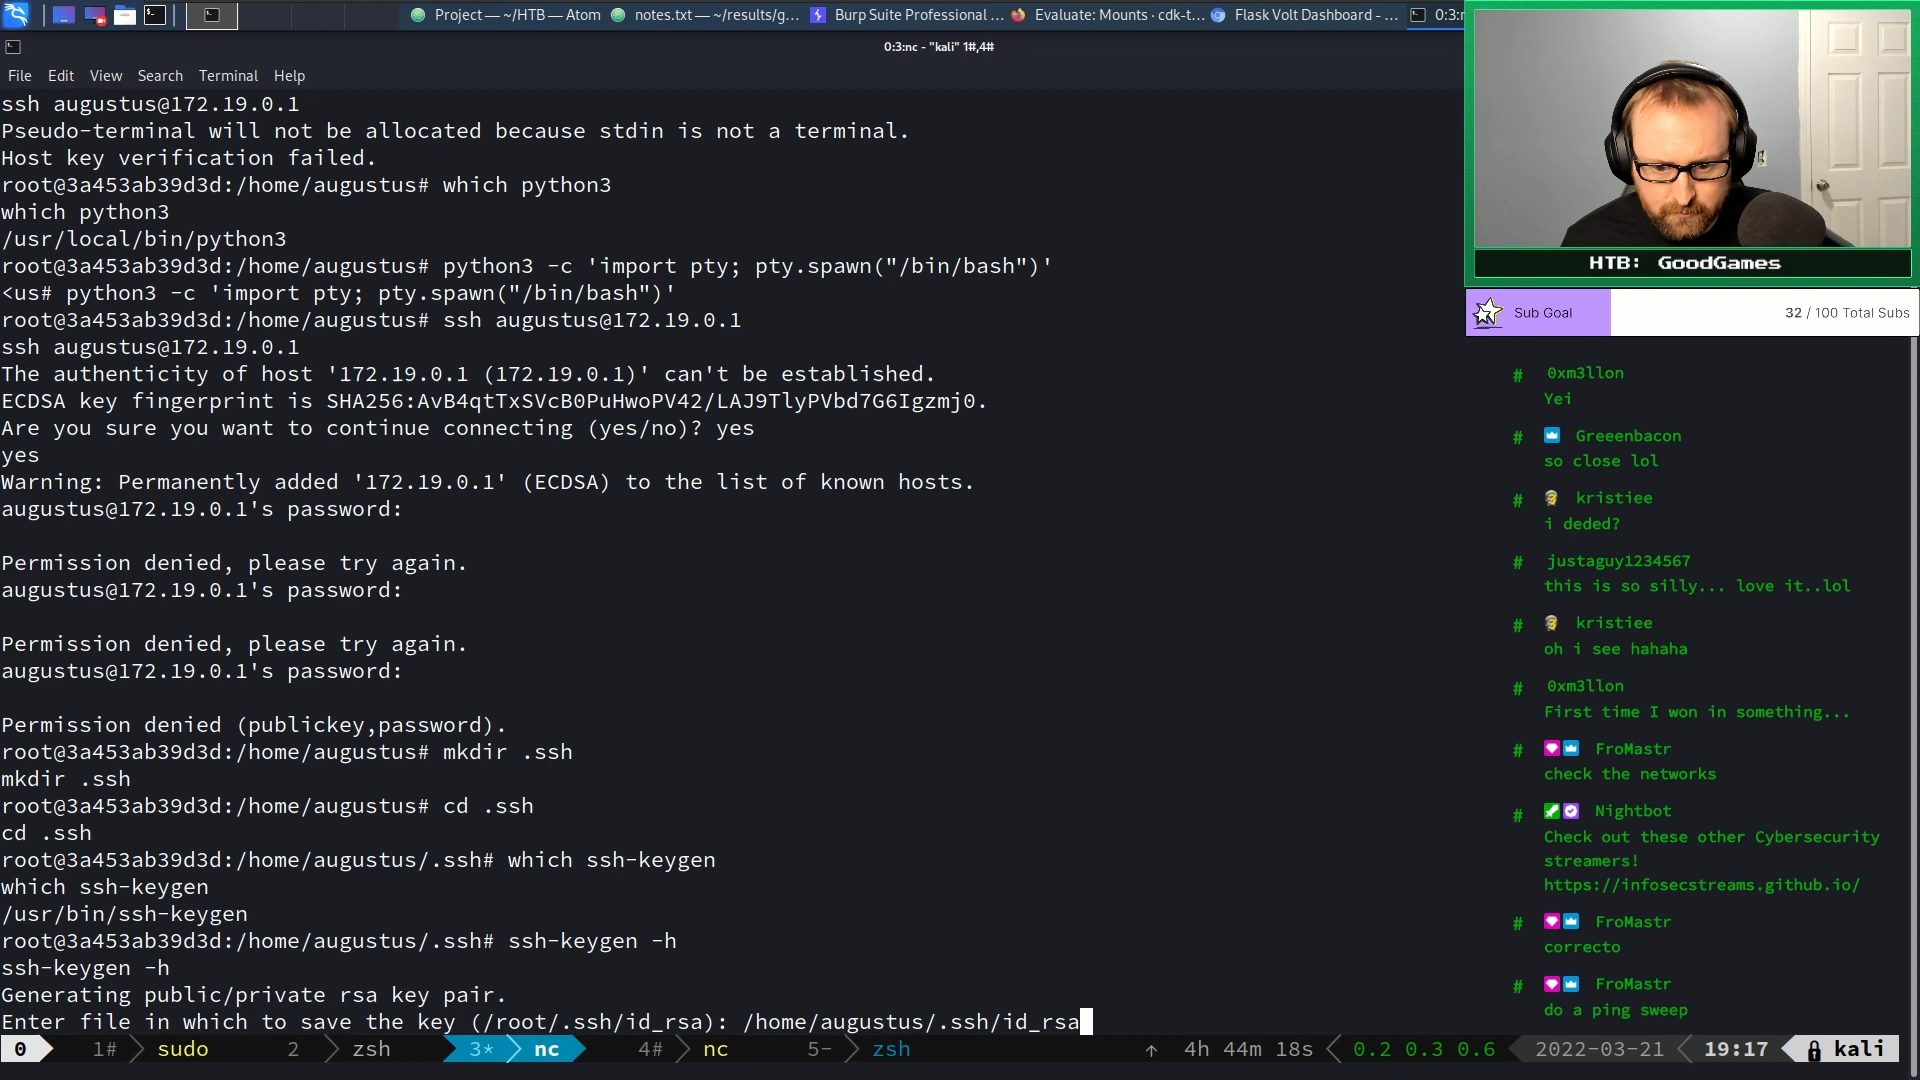 Project — ~/HTB — Atom
notes.txt — ~/results/g...
Burp Suite Professional ...
Evaluate: Mounts · cdk-t...
Flask Volt Dashboard - ...
0:3:n
0:3:nc - "kali" 1#,4#
File Edit View Search Terminal Help
ssh augustus@172.19.0.1
Pseudo-terminal will not be allocated because stdin is not a terminal.
Host key verification failed.
root@3a453ab39d3d:/home/augustus# which python3
which python3
/usr/local/bin/python3
root@3a453ab39d3d:/home/augustus# python3 -c 'import pty; pty.spawn("/bin/bash")'
<us# python3 -c 'import pty; pty.spawn("/bin/bash")'
root@3a453ab39d3d:/home/augustus# ssh augustus@172.19.0.1
ssh augustus@172.19.0.1
The authenticity of host '172.19.0.1 (172.19.0.1)' can't be established.
ECDSA key fingerprint is SHA256:AvB4qtTxSVcB0PuHwoPV42/LAJ9TlyPVbd7G6Igzmj0.
Are you sure you want to continue connecting (yes/no)? yes
yes
Warning: Permanently added '172.19.0.1' (ECDSA) to the list of known hosts.
augustus@172.19.0.1's password:
Permission denied, please try again.
augustus@172.19.0.1's password:
Permission denied, please try again.
augustus@172.19.0.1's password:
Permission denied (publickey,password).
root@3a453ab39d3d:/home/augustus# mkdir .ssh
mkdir .ssh
root@3a453ab39d3d:/home/augustus# cd .ssh
cd .ssh
root@3a453ab39d3d:/home/augustus/.ssh# which ssh-keygen
which ssh-keygen
/usr/bin/ssh-keygen
root@3a453ab39d3d:/home/augustus/.ssh# ssh-keygen -h
ssh-keygen -h
Generating public/private rsa key pair.
Enter file in which to save the key (/root/.ssh/id_rsa): /home/augustus/.ssh/id_rsa
0 1# sudo 2 zsh 3* nc 4# nc 5- zsh ↑ 4h 44m 18s 0.2 0.3 0.6 2022-03-21 19:17 kali
HTB: GoodGames
Sub Goal 32 / 100 Total Subs
# 0xm3llon
Yei
# Greeenbacon
so close lol
# kristiee
i deded?
# justaguy1234567
this is so silly... love it..lol
# kristiee
oh i see hahaha
# 0xm3llon
First time I won in something...
# FroMastr
check the networks
# Nightbot
Check out these other Cybersecurity
streamers!
https://infosecstreams.github.io/
# FroMastr
correcto
# FroMastr
do a ping sweep